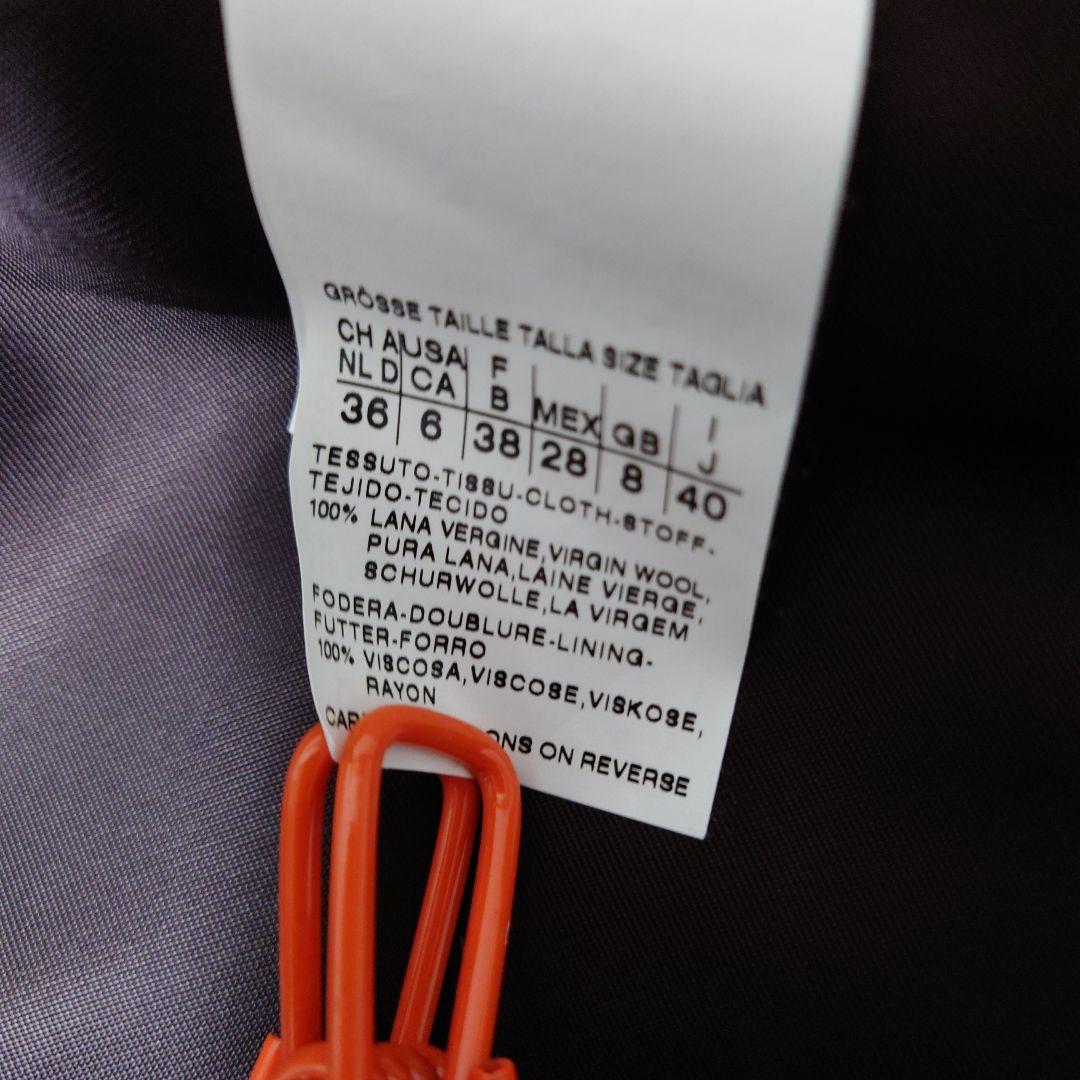 GRÖSSE TAILLE TALLA SIZE TAGLIA
CH A USA F MEX GB I
NL D CA B J
36 6 38 28 8 40
TESSUTO-TISSU-CLOTH-STOFF-
TEJIDO-TECIDO
100% LANA VERGINE,VIRGIN WOOL,
PURA LANA,LAINE VIERGE,
SCHURWOLLE,LA VIRGEM
FODERA-DOUBLURE-LINING-
FUTTER-FORRO
100% VISCOSA,VISCOSE,VISKOSE,
RAYON
ON REVERSE